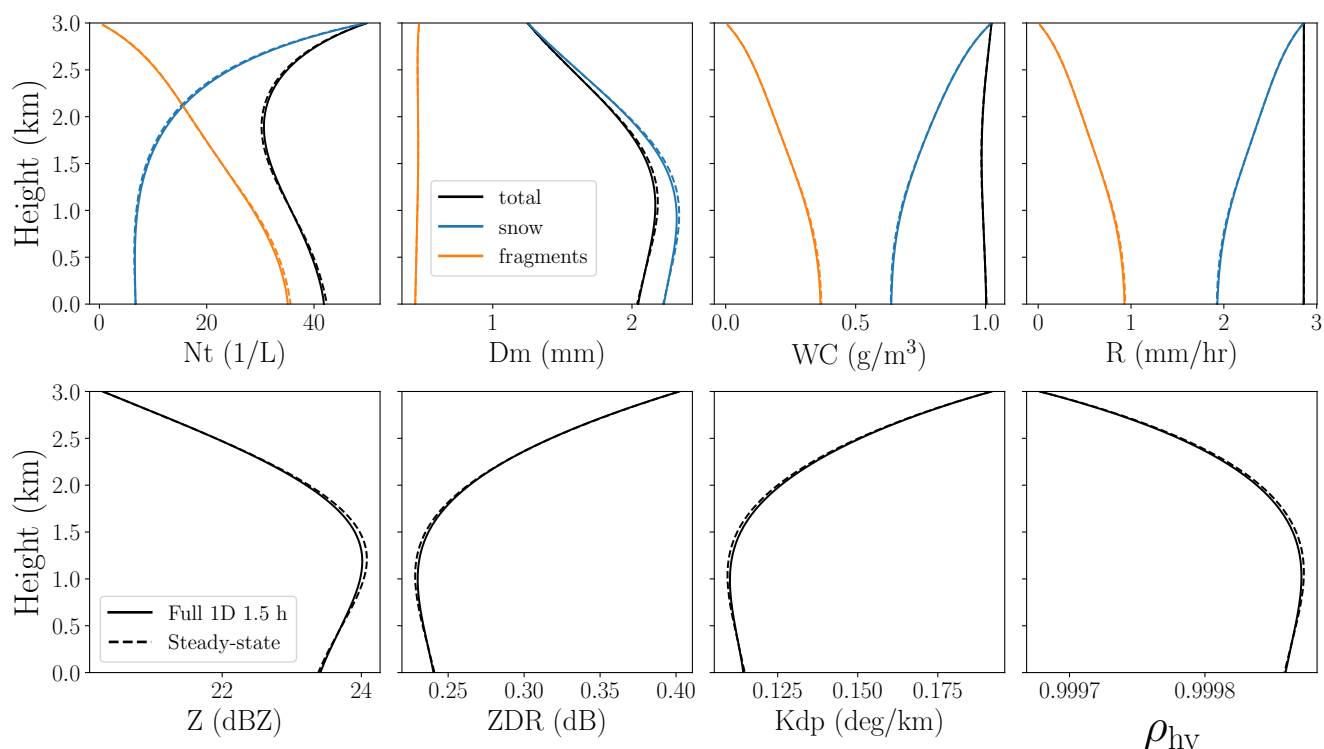 3.0
2.5
2.0
1.5
1.0
0.5
0.0
Height (km)
0 20 40
Nt (1/L)
total
snow
fragments
1 2
Dm (mm)
0.0 0.5 1.0
WC (g/m³)
0 1 2 3
R (mm/hr)
3.0
2.5
2.0
1.5
1.0
0.5
0.0
Height (km)
Full 1D 1.5 h
Steady-state
22 24
Z (dBZ)
0.25 0.30 0.35 0.40
ZDR (dB)
0.125 0.150 0.175
Kdp (deg/km)
0.9997 0.9998
ρhv